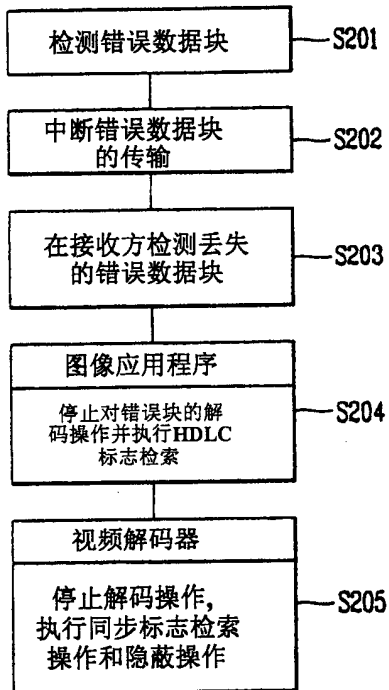 检测错误数据块
S201
中断错误数据块
的传输
S202
在接收方检测丢失
的错误数据块
S203
图像应用程序
停止对错误块的解
码操作并执行HDLC
标志检索
S204
视频解码器
停止解码操作,
执行同步标志检索
操作和隐蔽操作
S205